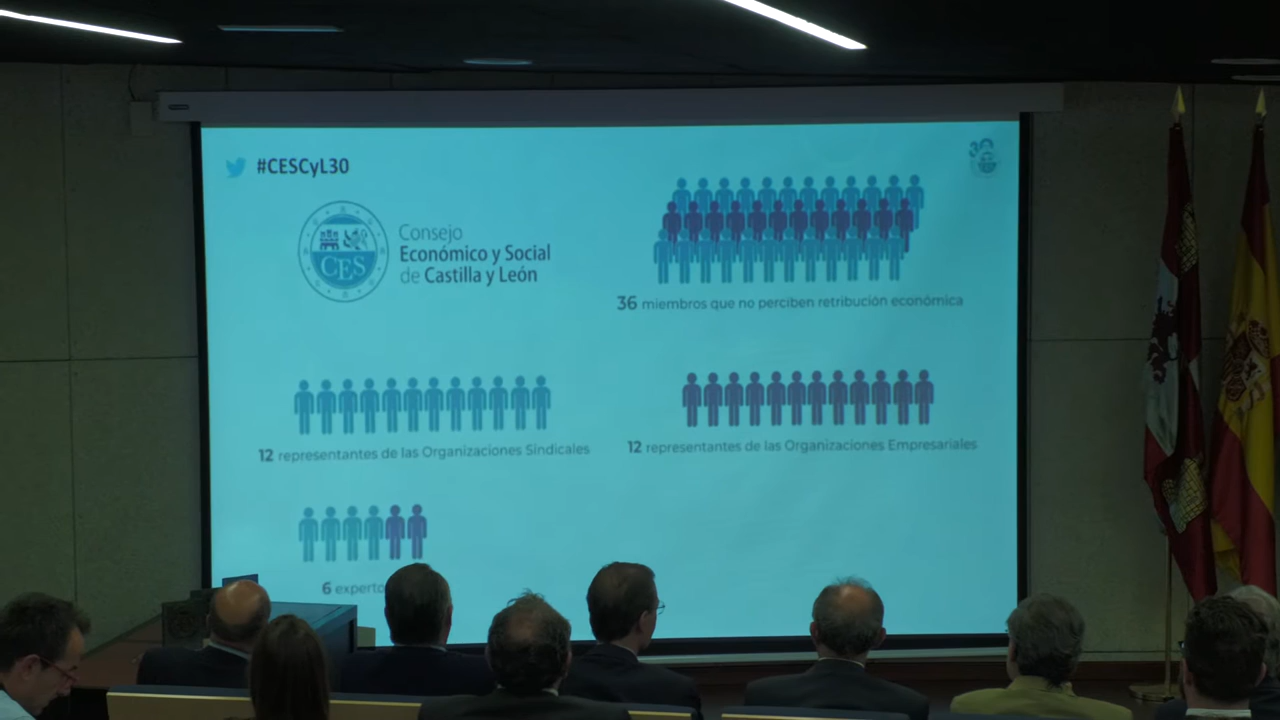 #CESCyL30
CES
Consejo
Económico y Social
de Castilla y León
36 miembros que no perciben retribución económica
12 representantes de las Organizaciones Sindicales
12 representantes de las Organizaciones Empresariales
6 experto